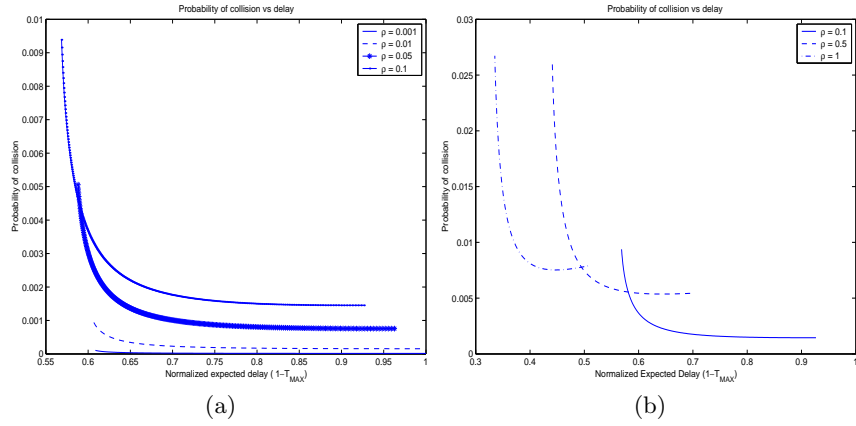 Probability of collision vs delay
0.01
0.009
0.008
0.007
0.006
0.005
0.004
0.003
0.002
0.001
0
Probability of collision
ρ = 0.001
ρ = 0.01
ρ = 0.05
ρ = 0.1
0.55 0.6 0.65 0.7 0.75 0.8 0.85 0.9 0.95 1
Normalized expected delay ( 1−T_MAX)
(a)
Probability of collision vs delay
0.03
0.025
0.02
0.015
0.01
0.005
0
Probability of collision
ρ = 0.1
ρ = 0.5
ρ = 1
0.3 0.4 0.5 0.6 0.7 0.8 0.9 1
Normalized Expected Delay (1−T_MAX)
(b)